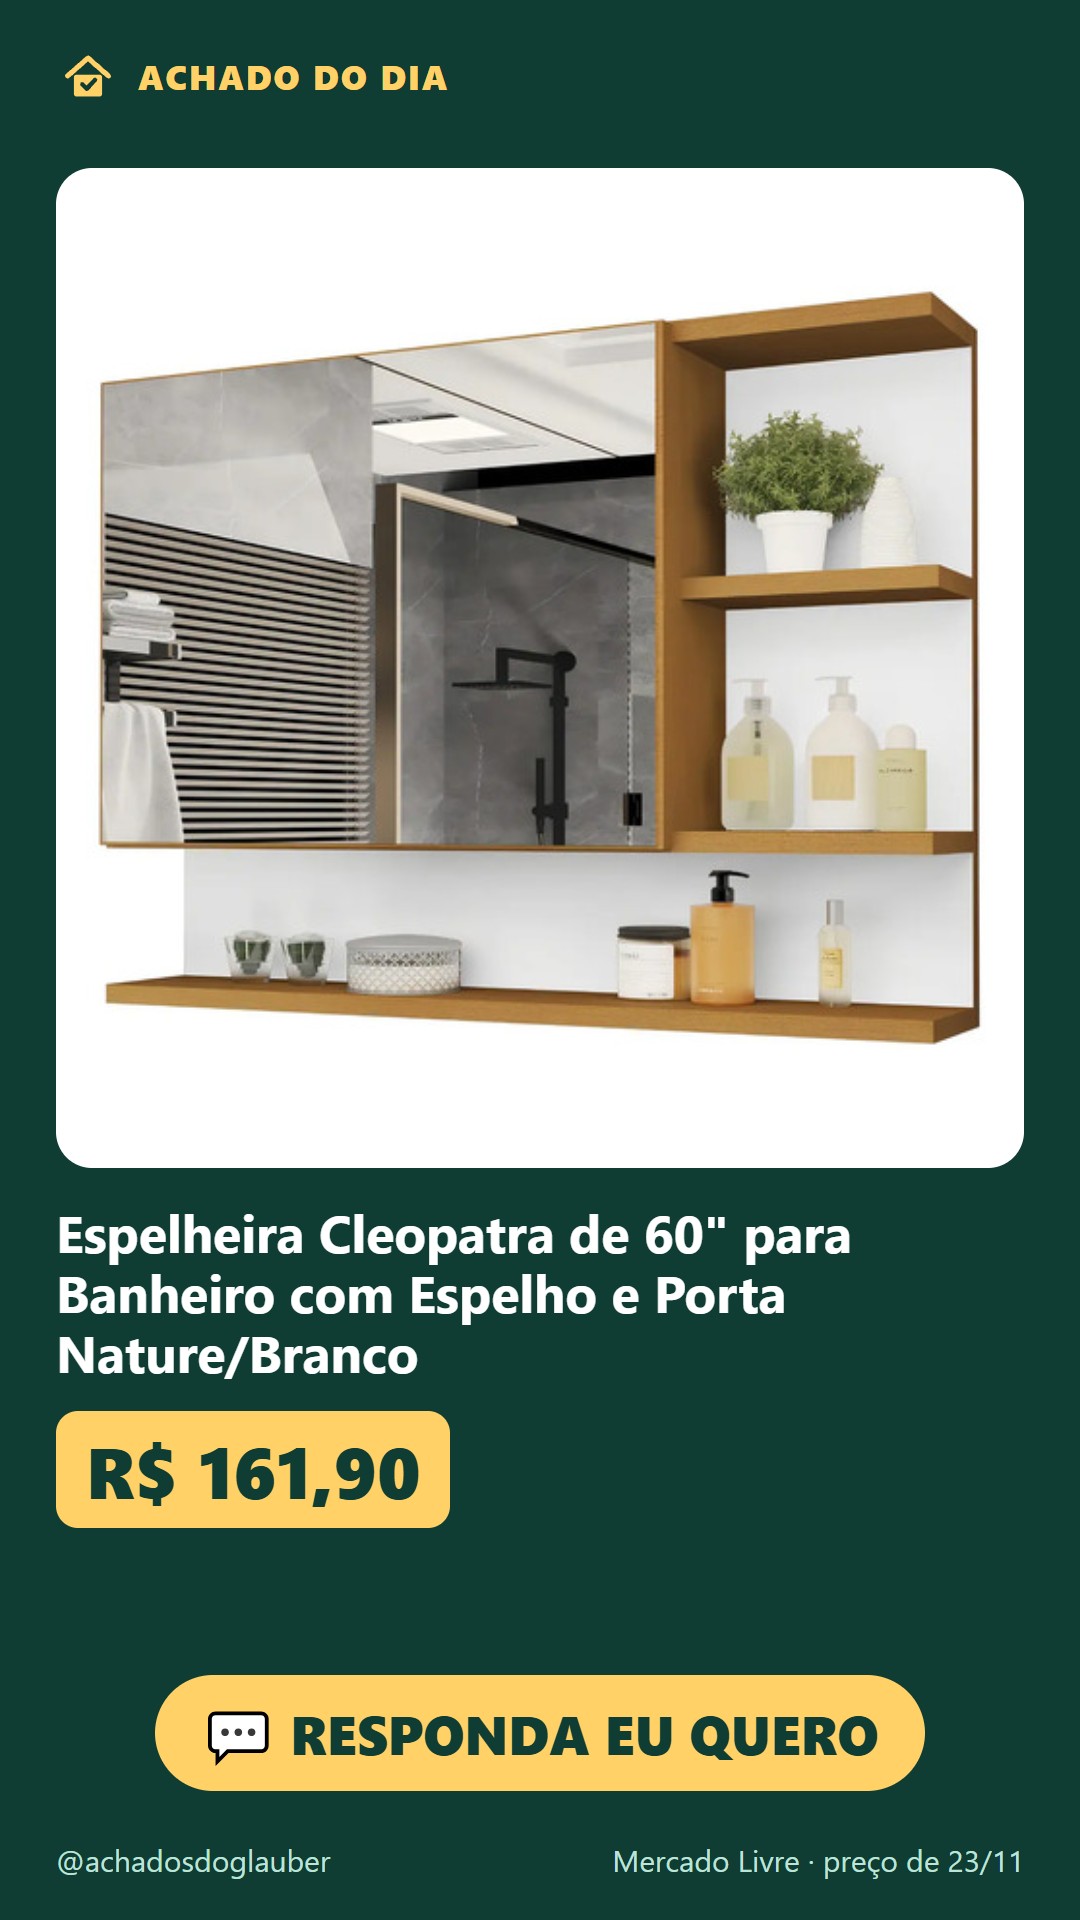 ACHADO DO DIA
Espelheira Cleopatra de 60" para
Banheiro com Espelho e Porta
Nature/Branco
R$ 161,90
💬 RESPONDA EU QUERO
@achadosdoglauber
Mercado Livre · preço de 23/11